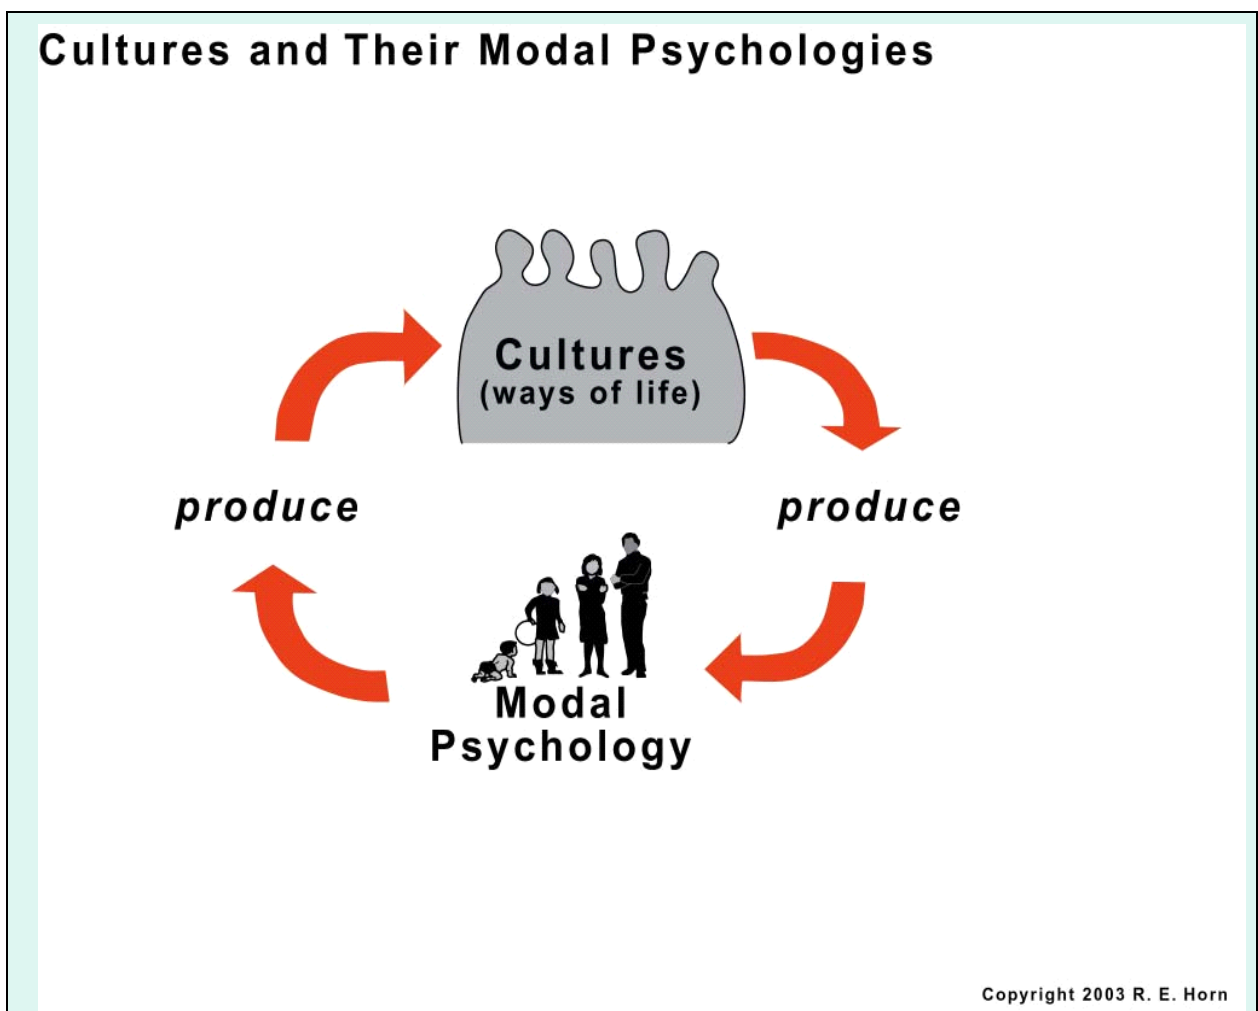 Cultures and Their Modal Psychologies
Cultures
(ways of life)
produce
produce
Modal
Psychology
Copyright 2003 R. E. Horn